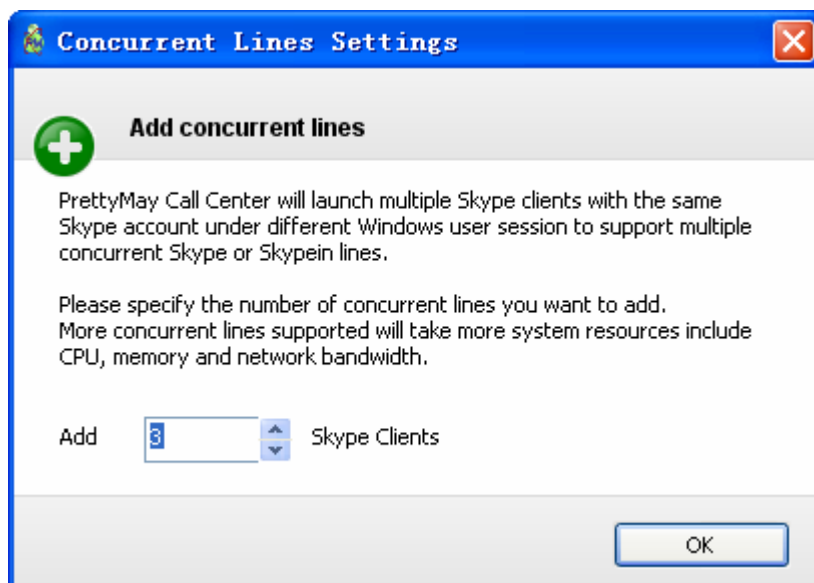 Concurrent Lines Settings
Add concurrent lines
PrettyMay Call Center will launch multiple Skype clients with the same
Skype account under different Windows user session to support multiple
concurrent Skype or Skypein lines.
Please specify the number of concurrent lines you want to add.
More concurrent lines supported will take more system resources include
CPU, memory and network bandwidth.
Add 3 Skype Clients
OK